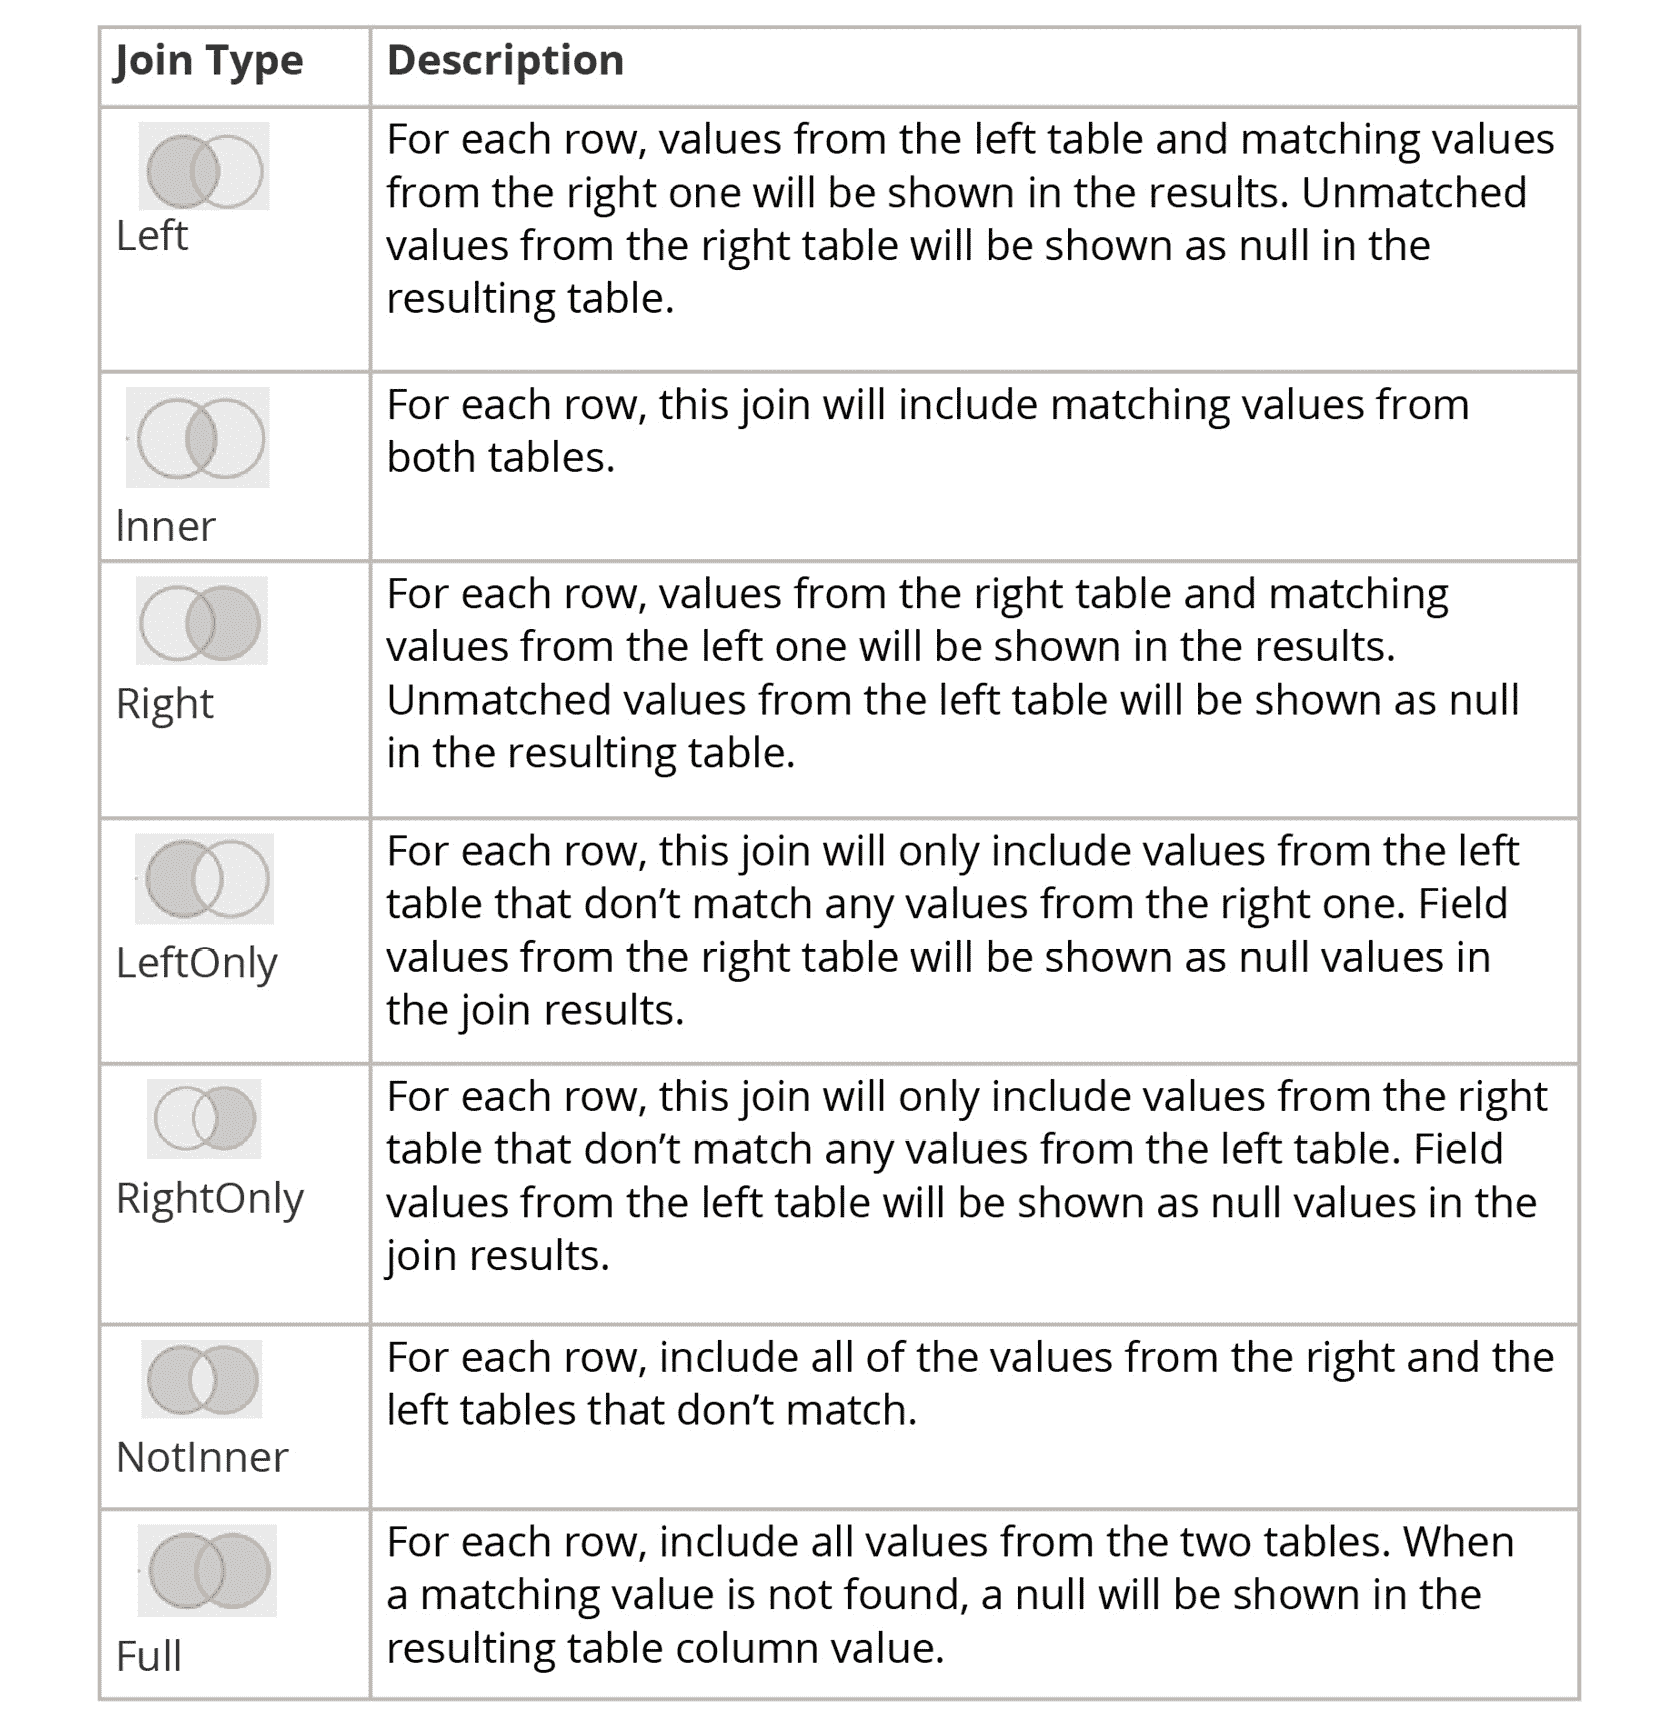 Join Type
Description
Left
For each row, values from the left table and matching values
from the right one will be shown in the results. Unmatched
values from the right table will be shown as null in the
resulting table.
Inner
For each row, this join will include matching values from
both tables.
Right
For each row, values from the right table and matching
values from the left one will be shown in the results.
Unmatched values from the left table will be shown as null
in the resulting table.
LeftOnly
For each row, this join will only include values from the left
table that don’t match any values from the right one. Field
values from the right table will be shown as null values in
the join results.
RightOnly
For each row, this join will only include values from the right
table that don’t match any values from the left table. Field
values from the left table will be shown as null values in the
join results.
NotInner
For each row, include all of the values from the right and the
left tables that don’t match.
Full
For each row, include all values from the two tables. When
a matching value is not found, a null will be shown in the
resulting table column value.